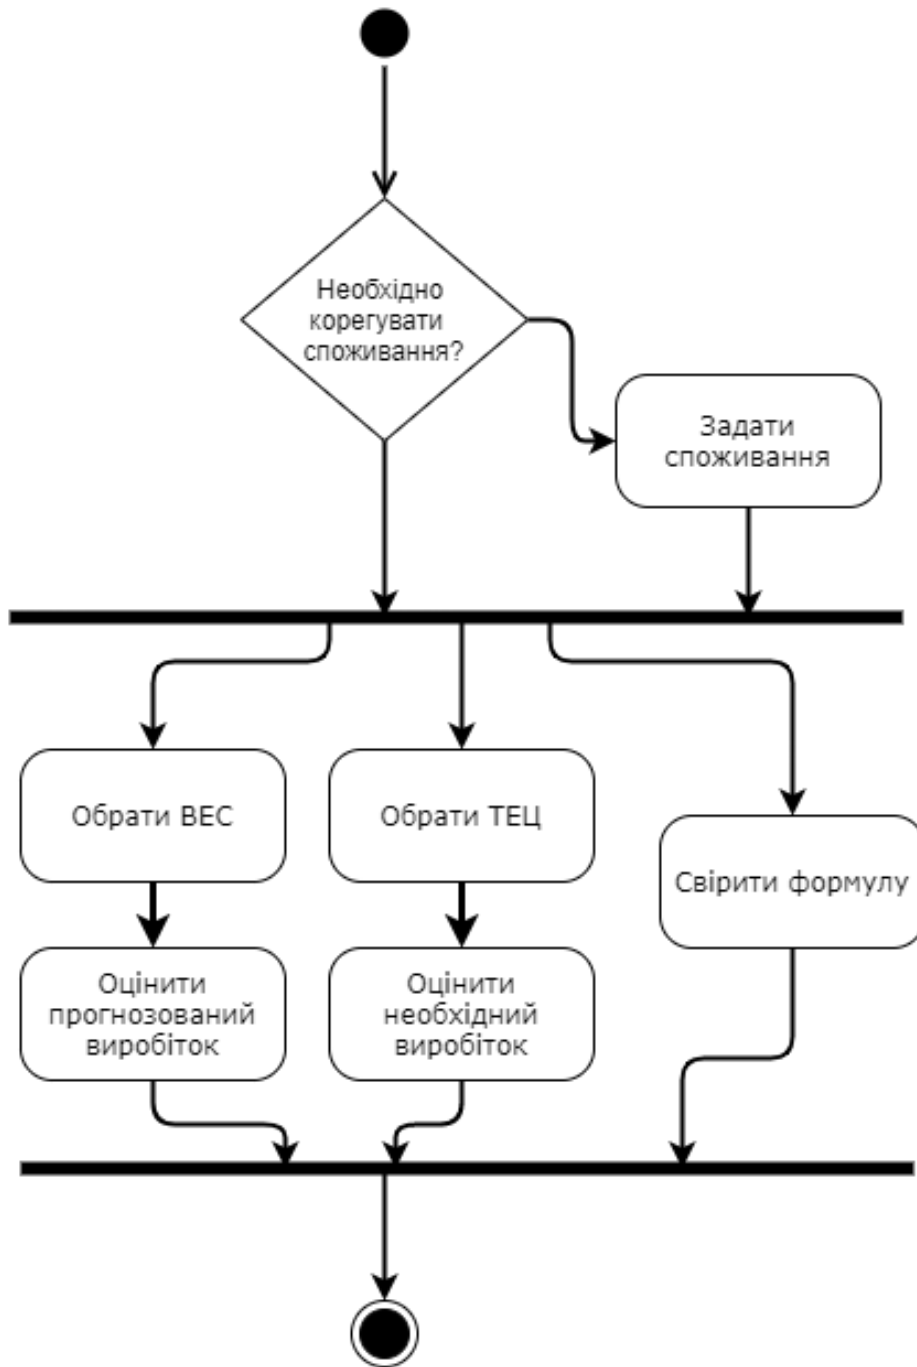 Необхідно
корегувати
споживання?
Задати
споживання
Обрати ВЕС
Обрати ТЕЦ
Свірити формулу
Оцінити
прогнозований
виробіток
Оцінити
необхідний
виробіток